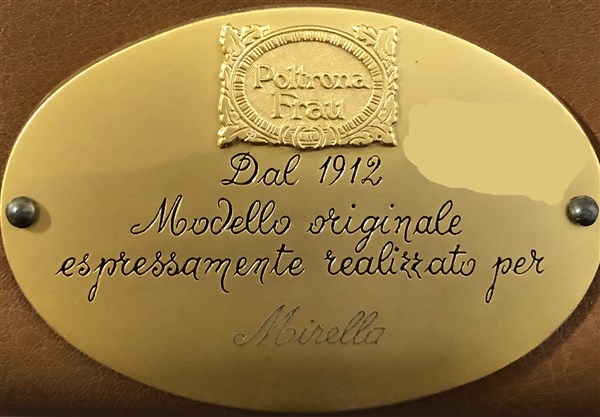 Poltrona
Frau
Dal 1912
Modello originale
espressamente realizzato per
Mirella